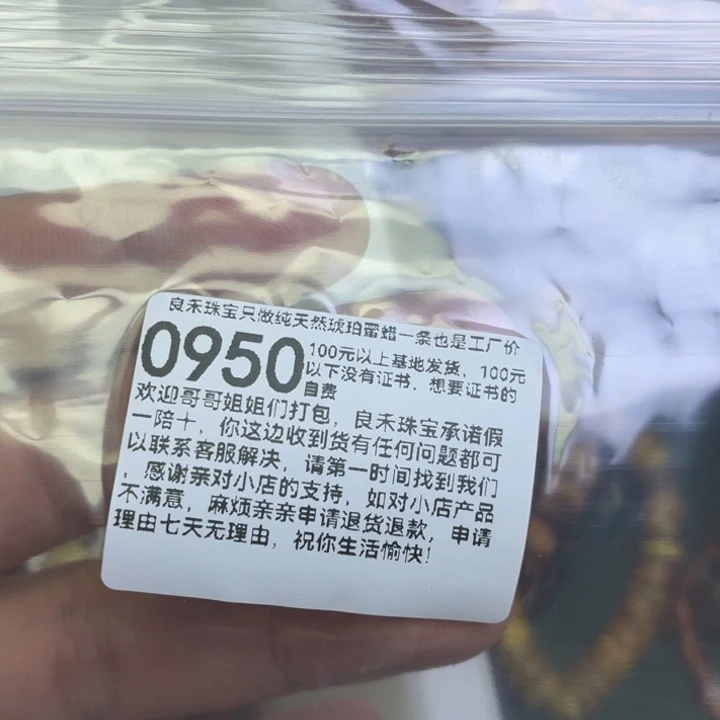 良禾珠宝只做纯天然琥珀蜜蜡一条也是工厂价
0950
100元以上基地发货，100元
以下没有证书，想要证书的
自费
欢迎哥哥姐姐们打包，良禾珠宝承诺假
一陪十，你这边收到货有任何问题都可
以联系客服解决，请第一时间找到我们
，感谢亲对小店的支持，如对小店产品
不满意，麻烦亲亲申请退货退款，申请
理由七天无理由，祝你生活愉快！